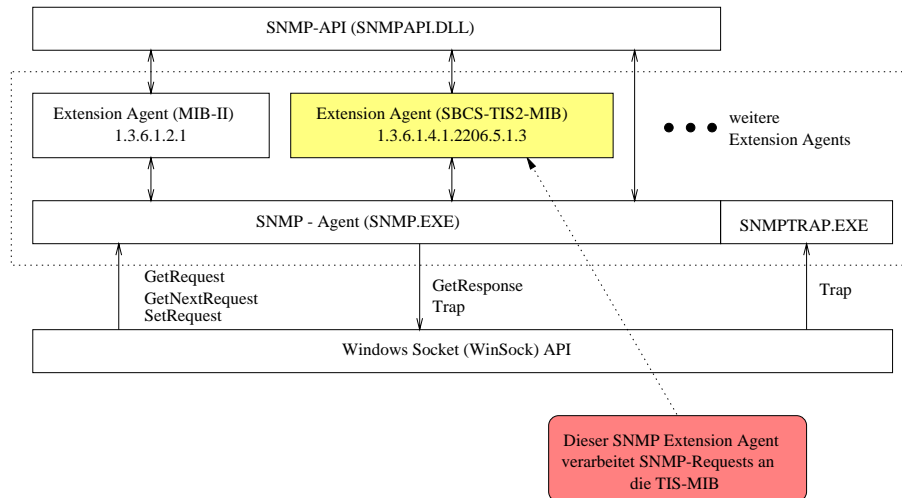 SNMP-API (SNMPAPI.DLL)
Extension Agent (MIB-II)
1.3.6.1.2.1
Extension Agent (SBCS-TIS2-MIB)
1.3.6.1.4.1.2206.5.1.3
weitere
Extension Agents
SNMP - Agent (SNMP.EXE)
SNMPTRAP.EXE
GetRequest
GetNextRequest
SetRequest
GetResponse
Trap
Trap
Windows Socket (WinSock) API
Dieser SNMP Extension Agent
verarbeitet SNMP-Requests an
die TIS-MIB